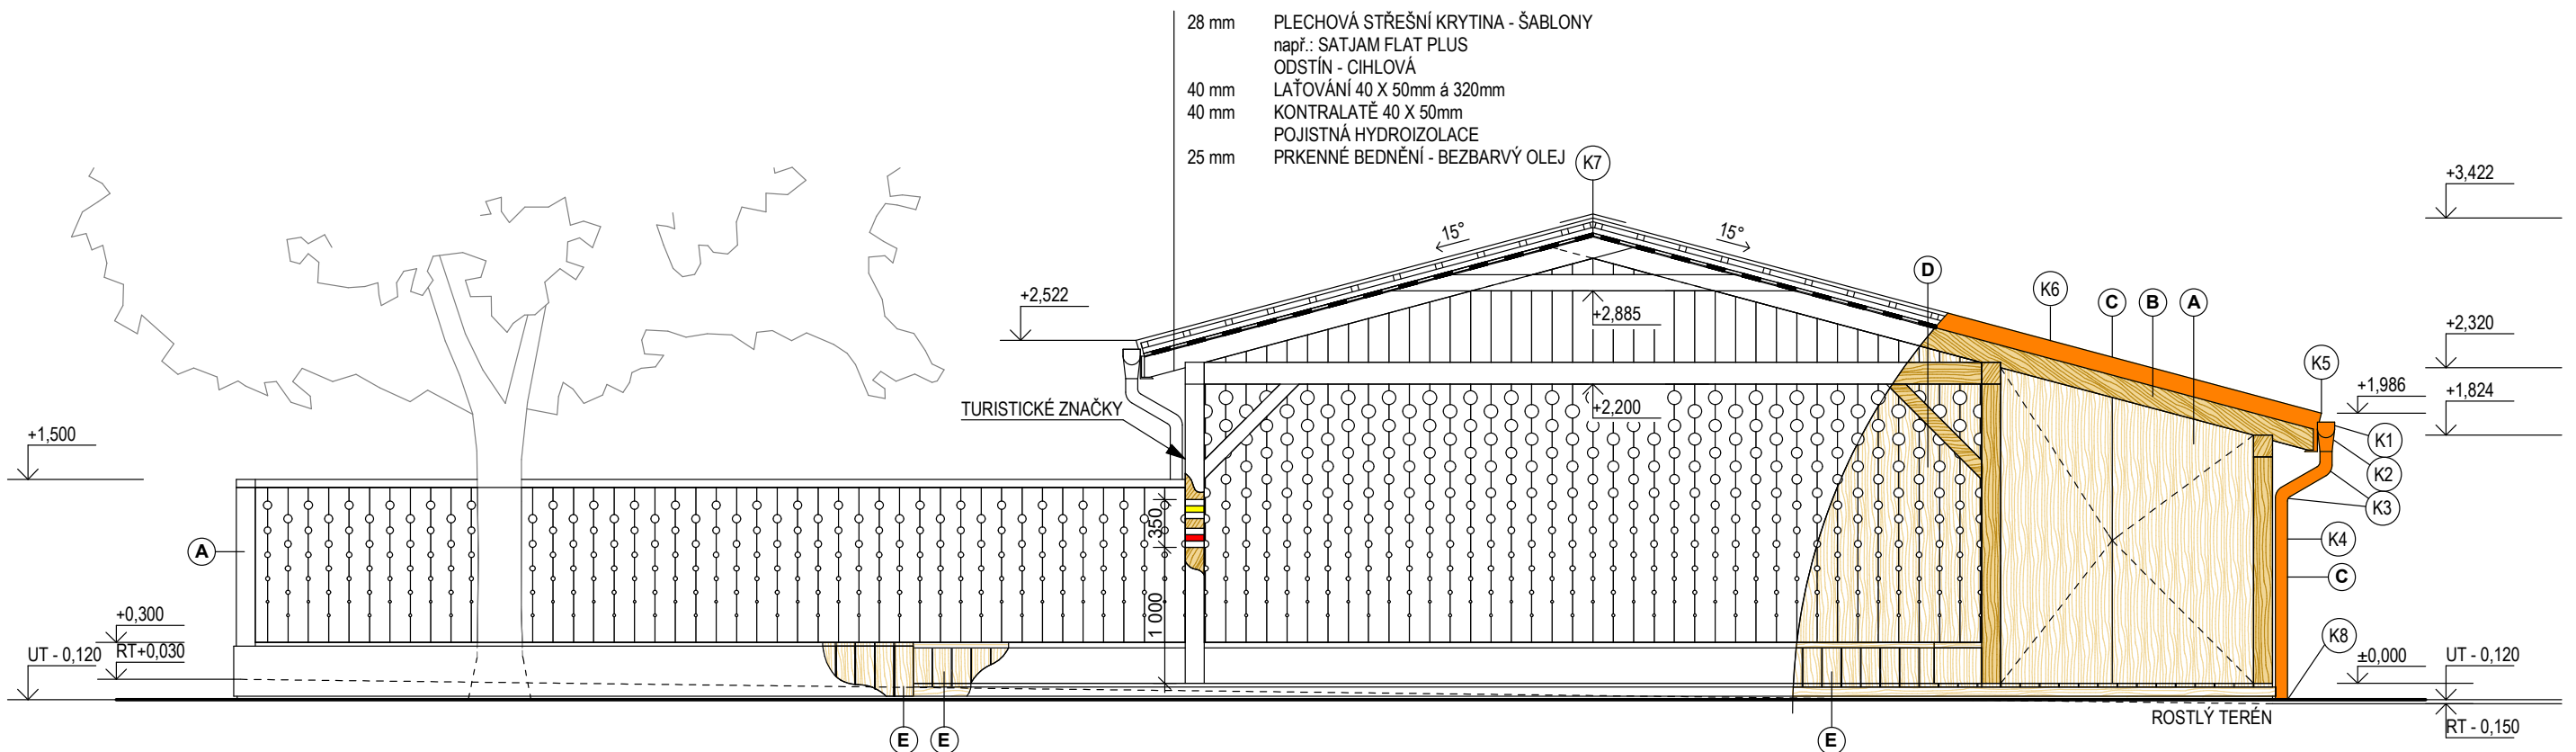 28 mm PLECHOVÁ STŘEŠNÍ KRYTINA - ŠABLONY
např.: SATJAM FLAT PLUS
ODSTÍN - CIHLOVÁ
40 mm LAŤOVÁNÍ 40 X 50mm á 320mm
40 mm KONTRALATĚ 40 X 50mm
POJISTNÁ HYDROIZOLACE
25 mm PRKENNÉ BEDNĚNÍ - BEZBARVÝ OLEJ
K7
+3,422
15°
15°
D
+2,522
K6
C
B
A
+2,885
+2,320
K5
+1,986
+1,824
TURISTICKÉ ZNAČKY
+2,200
+1,500
K1
K2
K3
350
A
K4
C
1 000
+0,300
RT+0,030
UT - 0,120
K8
±0,000
UT - 0,120
ROSTLÝ TERÉN
RT - 0,150
E
E
E